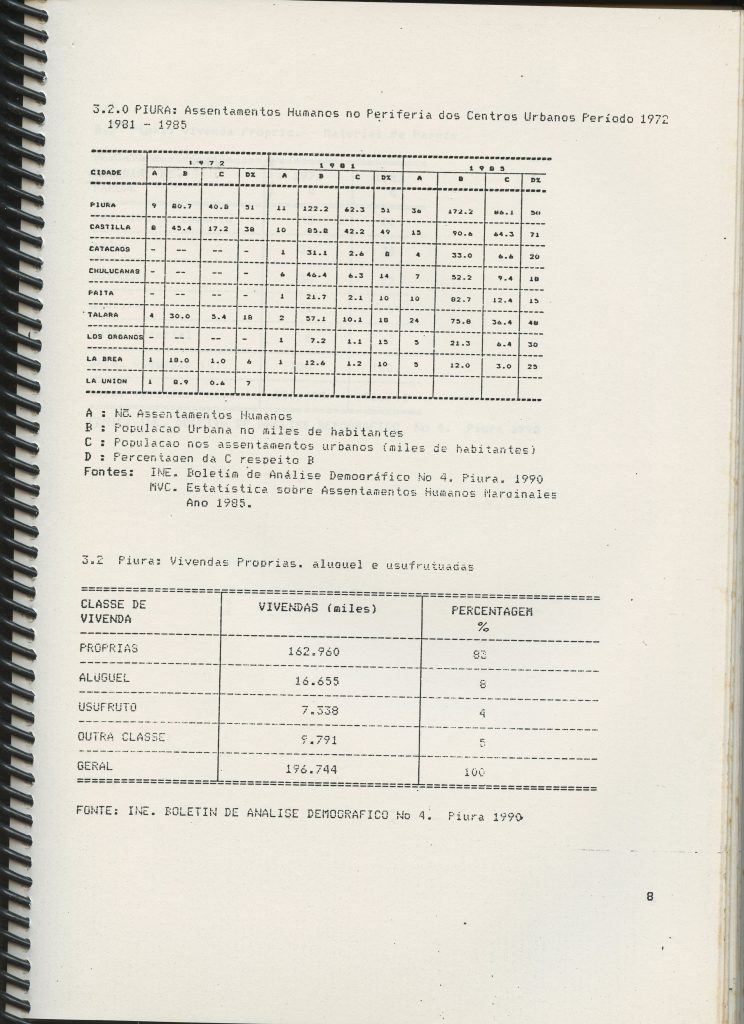 3.2.0 PIURA: Assentamentos Humanos no Periferia dos Centros Urbanos Periodo 1972
1981 - 1985
1972 1981 1985
CIDADE A B C D% A B C D% A B C D%
PIURA 9 80.7 40.8 51 11 122.2 62.3 51 36 172.2 86.1 50
CASTILLA 8 45.4 17.2 38 10 85.8 42.2 49 15 90.6 64.3 71
CATACAOS - -- -- - 1 31.1 2.6 8 4 33.0 6.6 20
CHULUCANAS - -- -- - 6 46.4 6.3 14 7 52.2 9.4 18
PAITA - -- -- - 1 21.7 2.1 10 10 82.7 12.4 15
TALARA 4 30.0 5.4 18 2 57.1 10.1 18 24 75.8 36.4 48
LOS ORGANOS - -- -- - 1 7.2 1.1 15 5 21.3 6.4 30
LA BREA 1 18.0 1.0 6 1 12.6 1.2 10 5 12.0 3.0 25
LA UNION 1 8.9 0.6 7
A : No. Assentamentos Humanos
B : Populacao Urbana no miles de habitantes
C : Populacao nos assentamentos urbanos (miles de habitantes)
D : Percentagen da C respeito B
Fontes: INE. Boletim de Análise Demográfico No 4. Piura. 1990
MVC. Estatística sobre Assentamentos Humanos Marginales
Ano 1985.
3.2 Piura: Vivendas Proprias. aluguel e usufrutuadas
CLASSE DE VIVENDAS (miles) PERCENTAGEM
VIVENDA %
PROPRIAS 162.960 83
ALUGUEL 16.655 8
USUFRUTO 7.338 4
OUTRA CLASSE 9.791 5
GERAL 196.744 100
FONTE: INE. BOLETIN DE ANALISE DEMOGRAFICO No 4. Piura 1990
8